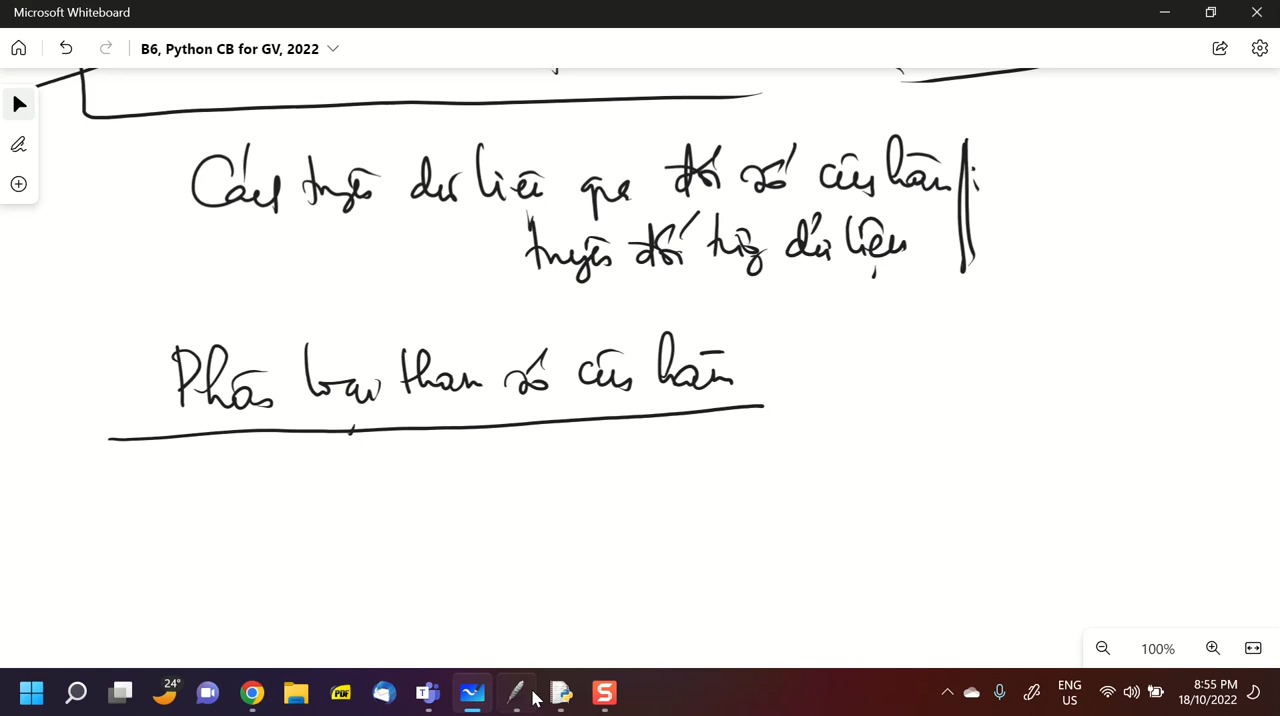 Microsoft Whiteboard
B6, Python CB for GV, 2022
Cách truyền dữ liệu qua đối số của hàm:
truyền đối tượng dữ liệu
Phân loại tham số của hàm
100%
24°
PDF
S
ENG
US
8:55 PM
18/10/2022